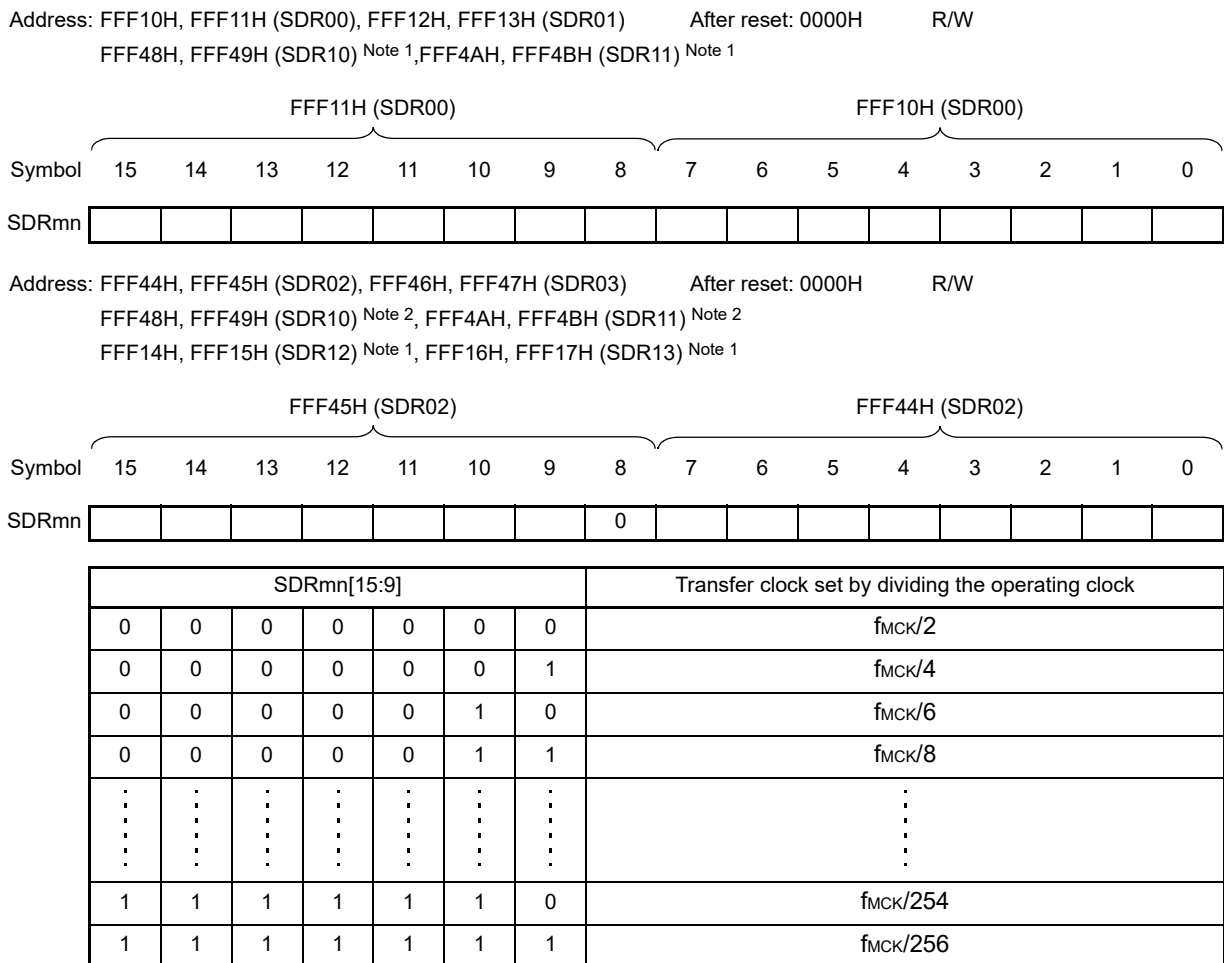 Address: FFF10H, FFF11H (SDR00), FFF12H, FFF13H (SDR01) After reset: 0000H R/W
FFF48H, FFF49H (SDR10) Note 1,FFF4AH, FFF4BH (SDR11) Note 1
FFF11H (SDR00) FFF10H (SDR00)
Symbol 15 14 13 12 11 10 9 8 7 6 5 4 3 2 1 0
SDRmn
Address: FFF44H, FFF45H (SDR02), FFF46H, FFF47H (SDR03) After reset: 0000H R/W
FFF48H, FFF49H (SDR10) Note 2, FFF4AH, FFF4BH (SDR11) Note 2
FFF14H, FFF15H (SDR12) Note 1, FFF16H, FFF17H (SDR13) Note 1
FFF45H (SDR02) FFF44H (SDR02)
Symbol 15 14 13 12 11 10 9 8 7 6 5 4 3 2 1 0
SDRmn 0
SDRmn[15:9] Transfer clock set by dividing the operating clock
0 0 0 0 0 0 0 fMCK/2
0 0 0 0 0 0 1 fMCK/4
0 0 0 0 0 1 0 fMCK/6
0 0 0 0 0 1 1 fMCK/8
1 1 1 1 1 1 0 fMCK/254
1 1 1 1 1 1 1 fMCK/256